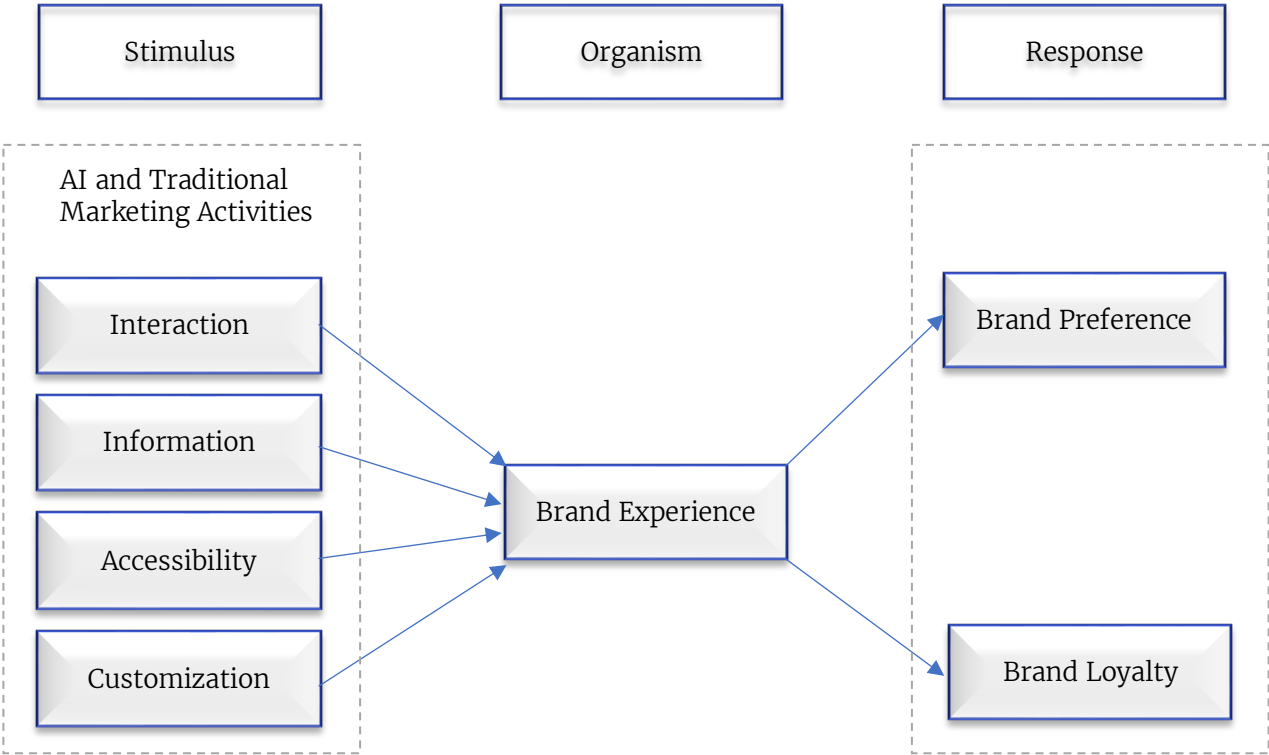 Stimulus
Organism
Response
AI and Traditional
Marketing Activities
Interaction
Information
Accessibility
Customization
Brand Experience
Brand Preference
Brand Loyalty